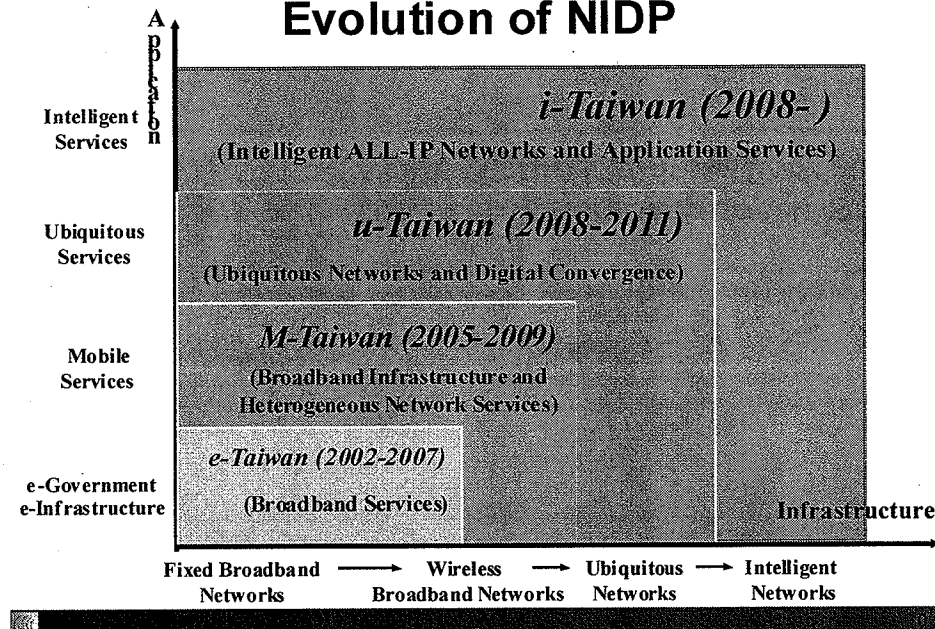 Evolution of NIDP
Application
Intelligent
Services
i-Taiwan (2008- )
(Intelligent ALL-IP Networks and Application Services)
Ubiquitous
Services
u-Taiwan (2008-2011)
(Ubiquitous Networks and Digital Convergence)
Mobile
Services
M-Taiwan (2005-2009)
(Broadband Infrastructure and
Heterogeneous Network Services)
e-Government
e-Infrastructure
e-Taiwan (2002-2007)
(Broadband Services)
Infrastructure
Fixed Broadband
Networks
Wireless
Broadband Networks
Ubiquitous
Networks
Intelligent
Networks